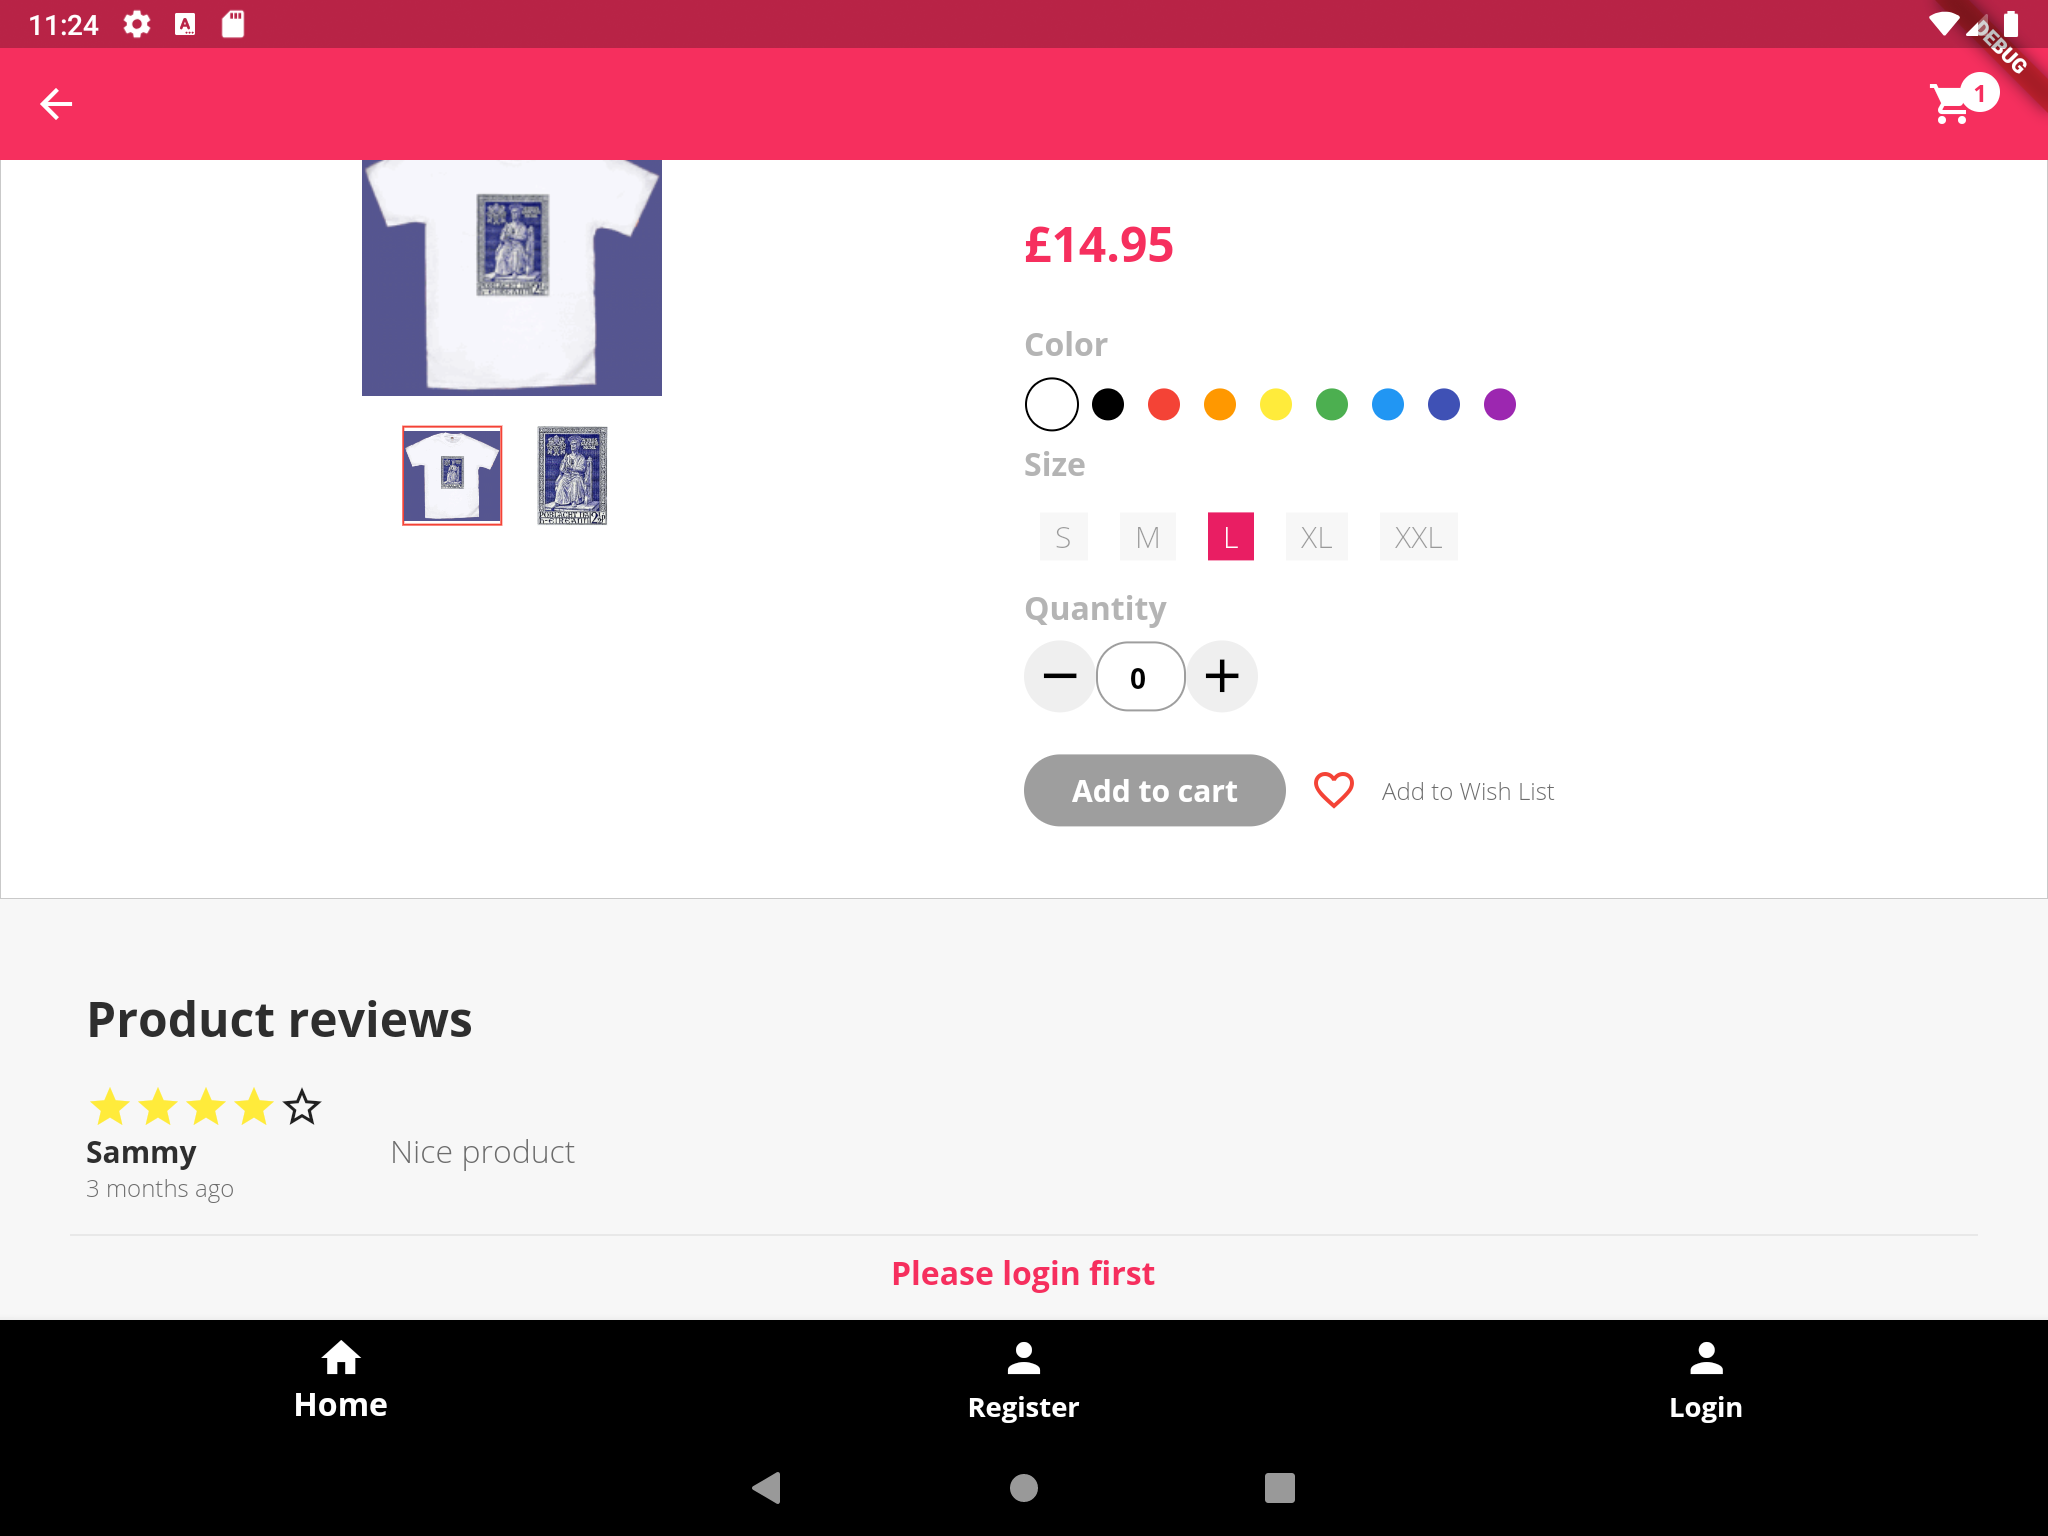 11:24
DEBUG
1
£14.95
Color
Size
S M L XL XXL
Quantity
0
Add to cart
Add to Wish List
Product reviews
Sammy
Nice product
3 months ago
Please login first
Home
Register
Login